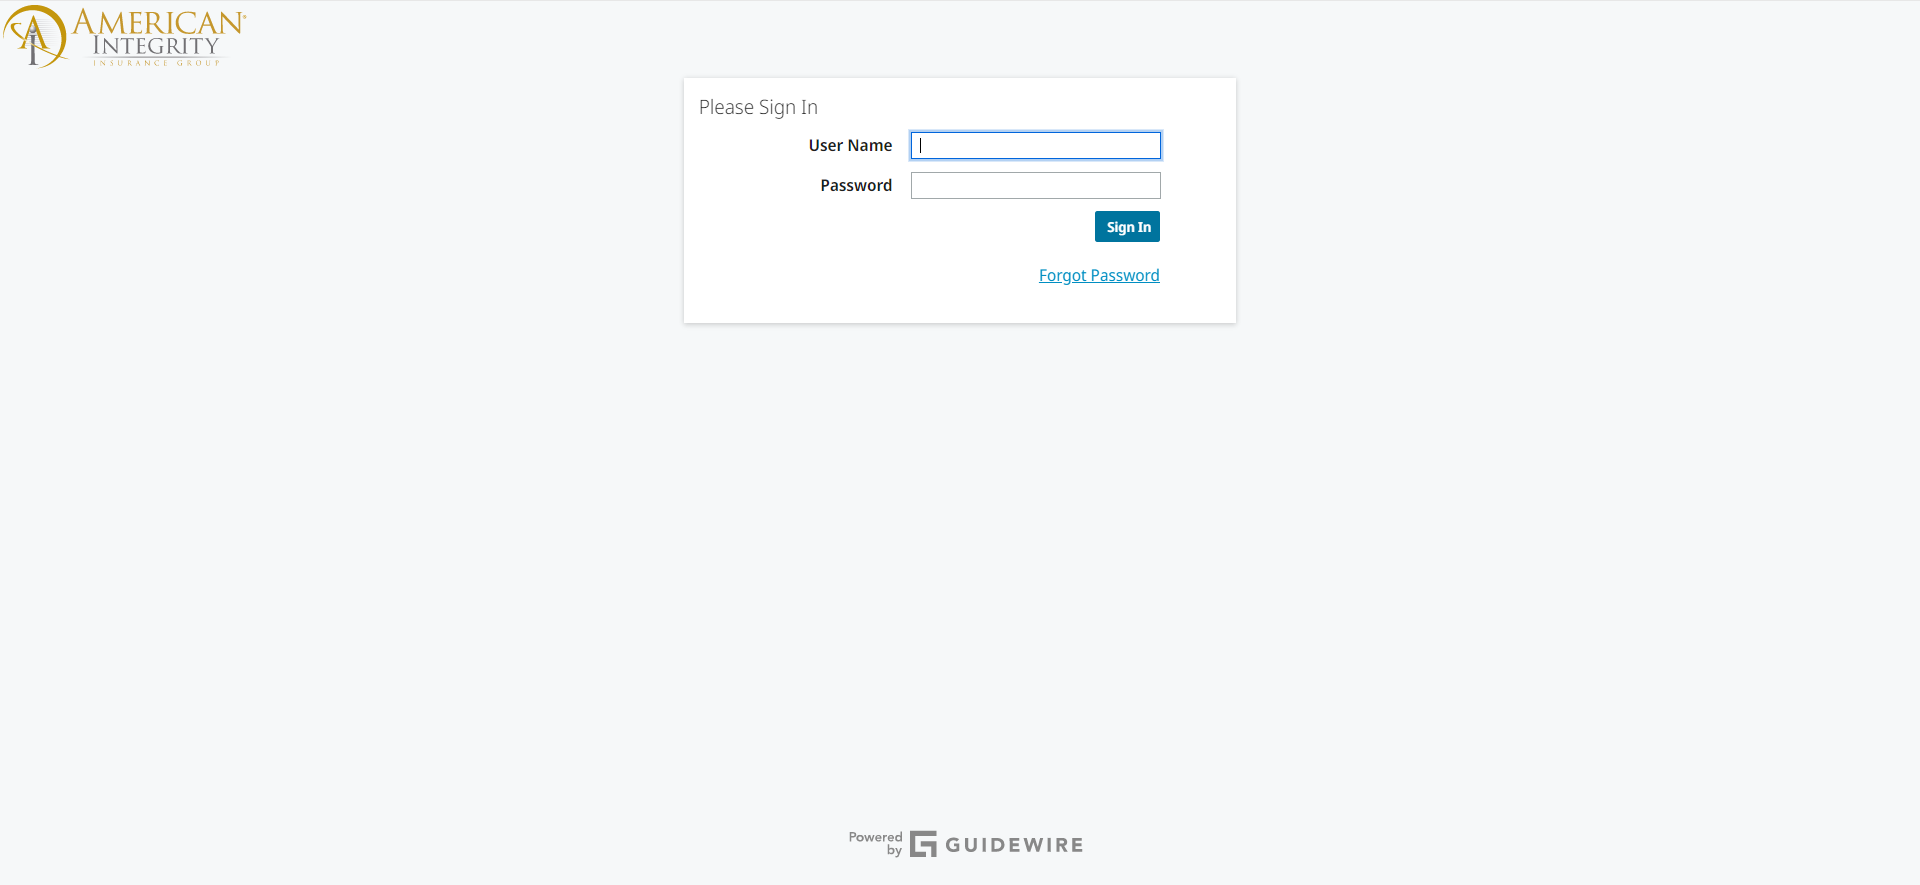 AMERICAN®
INTEGRITY
INSURANCE GROUP
Please Sign In
User Name
Password
Sign In
Forgot Password
Powered by GUIDEWIRE